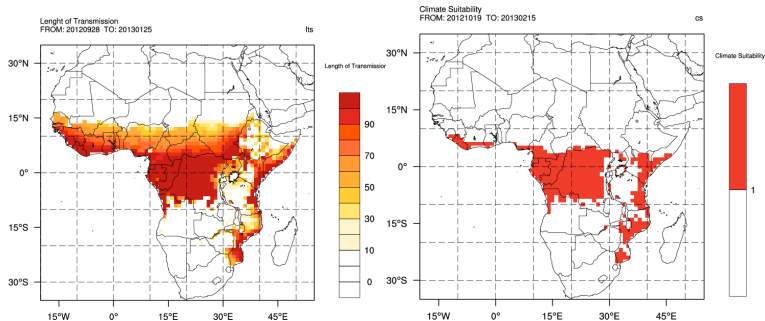 Lenght of Transmission
FROM: 20120928 TO: 20130125
lts
Length of Transmission
30°N
15°N
0°
15°S
30°S
15°W
0°
15°E
30°E
45°E
90
70
50
30
10
0
Climate Suitability
FROM: 20121019 TO: 20130215
cs
Climate Suitability
30°N
15°N
0°
15°S
30°S
15°W
0°
15°E
30°E
45°E
1